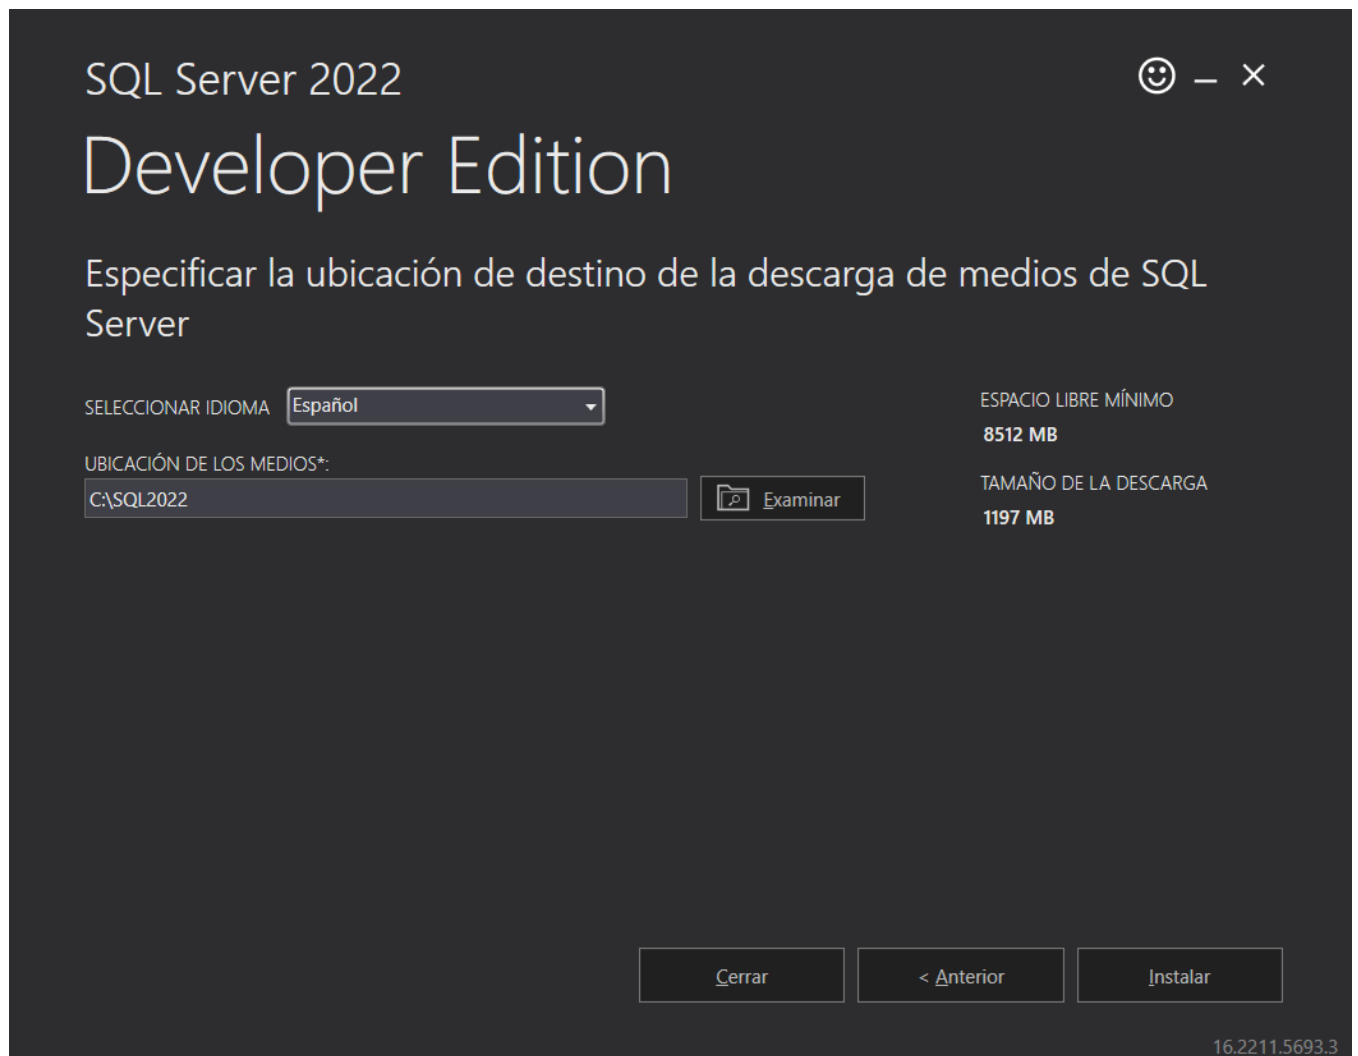 SQL Server 2022
Developer Edition
Especificar la ubicación de destino de la descarga de medios de SQL
Server
SELECCIONAR IDIOMA Español
ESPACIO LIBRE MÍNIMO
8512 MB
UBICACIÓN DE LOS MEDIOS*:
C:\SQL2022 Examinar
TAMAÑO DE LA DESCARGA
1197 MB
Cerrar < Anterior Instalar
16.2211.5693.3